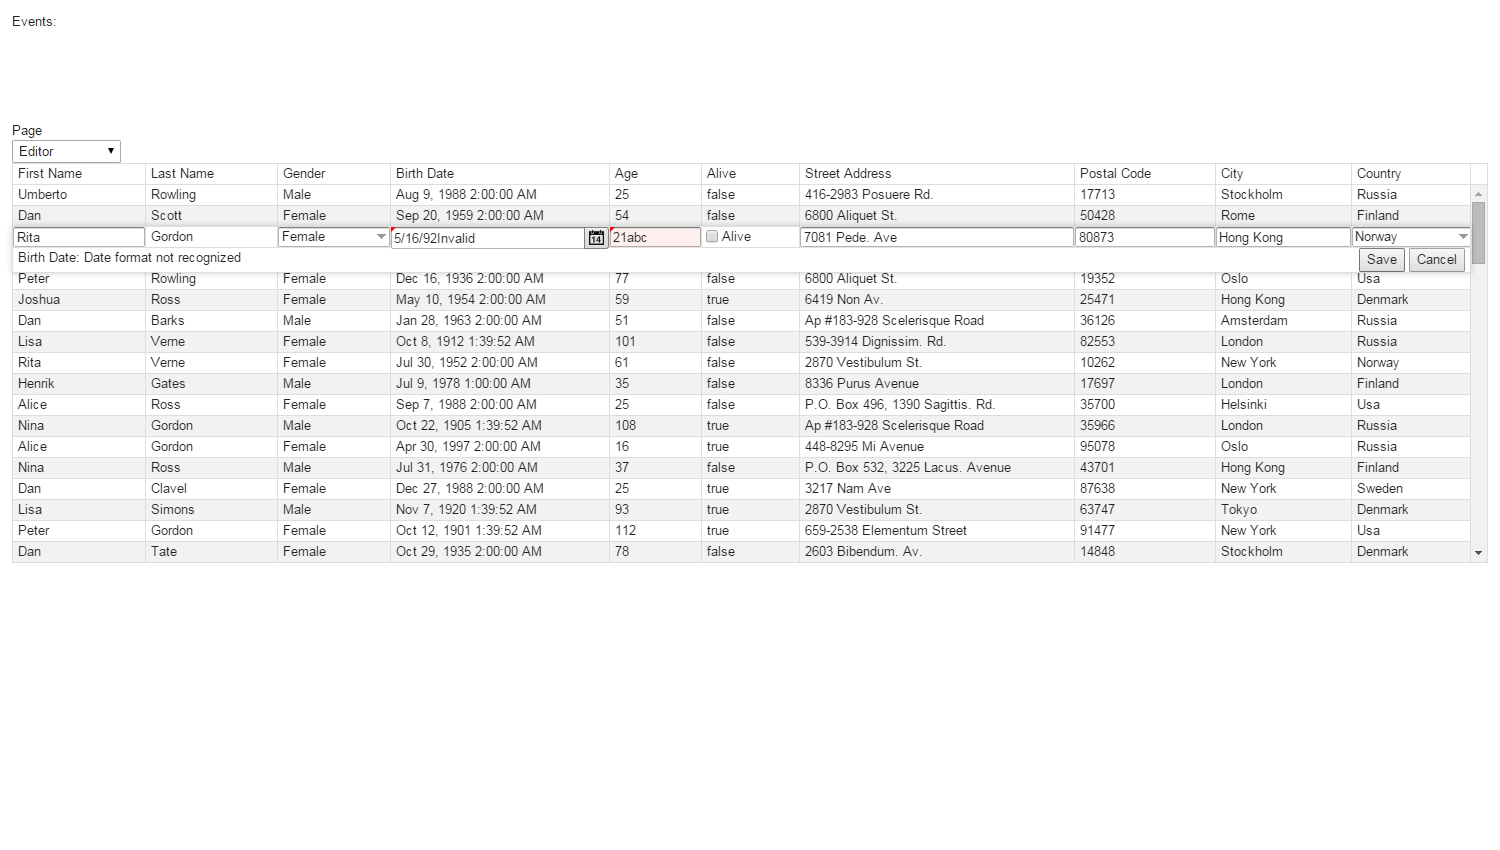 Events:
Page
Editor
First Name Last Name Gender Birth Date Age Alive Street Address Postal Code City Country
Umberto Rowling Male Aug 9, 1988 2:00:00 AM 25 false 416-2983 Posuere Rd. 17713 Stockholm Russia
Dan Scott Female Sep 20, 1959 2:00:00 AM 54 false 6800 Aliquet St. 50428 Rome Finland
Rita Gordon Female 5/16/92Invalid 14 21abc Alive 7081 Pede. Ave 80873 Hong Kong Norway
Birth Date: Date format not recognized Save Cancel
Peter Rowling Female Dec 16, 1936 2:00:00 AM 77 false 6800 Aliquet St. 19352 Oslo Usa
Joshua Ross Female May 10, 1954 2:00:00 AM 59 true 6419 Non Av. 25471 Hong Kong Denmark
Dan Barks Male Jan 28, 1963 2:00:00 AM 51 false Ap #183-928 Scelerisque Road 36126 Amsterdam Russia
Lisa Verne Female Oct 8, 1912 1:39:52 AM 101 false 539-3914 Dignissim. Rd. 82553 London Russia
Rita Verne Female Jul 30, 1952 2:00:00 AM 61 false 2870 Vestibulum St. 10262 New York Norway
Henrik Gates Male Jul 9, 1978 1:00:00 AM 35 false 8336 Purus Avenue 17697 London Finland
Alice Ross Female Sep 7, 1988 2:00:00 AM 25 false P.O. Box 496, 1390 Sagittis. Rd. 35700 Helsinki Usa
Nina Gordon Male Oct 22, 1905 1:39:52 AM 108 true Ap #183-928 Scelerisque Road 35966 London Russia
Alice Gordon Female Apr 30, 1997 2:00:00 AM 16 true 448-8295 Mi Avenue 95078 Oslo Russia
Nina Ross Male Jul 31, 1976 2:00:00 AM 37 false P.O. Box 532, 3225 Lacus. Avenue 43701 Hong Kong Finland
Dan Clavel Female Dec 27, 1988 2:00:00 AM 25 true 3217 Nam Ave 87638 New York Sweden
Lisa Simons Male Nov 7, 1920 1:39:52 AM 93 true 2870 Vestibulum St. 63747 Tokyo Denmark
Peter Gordon Female Oct 12, 1901 1:39:52 AM 112 true 659-2538 Elementum Street 91477 New York Usa
Dan Tate Female Oct 29, 1935 2:00:00 AM 78 false 2603 Bibendum. Av. 14848 Stockholm Denmark